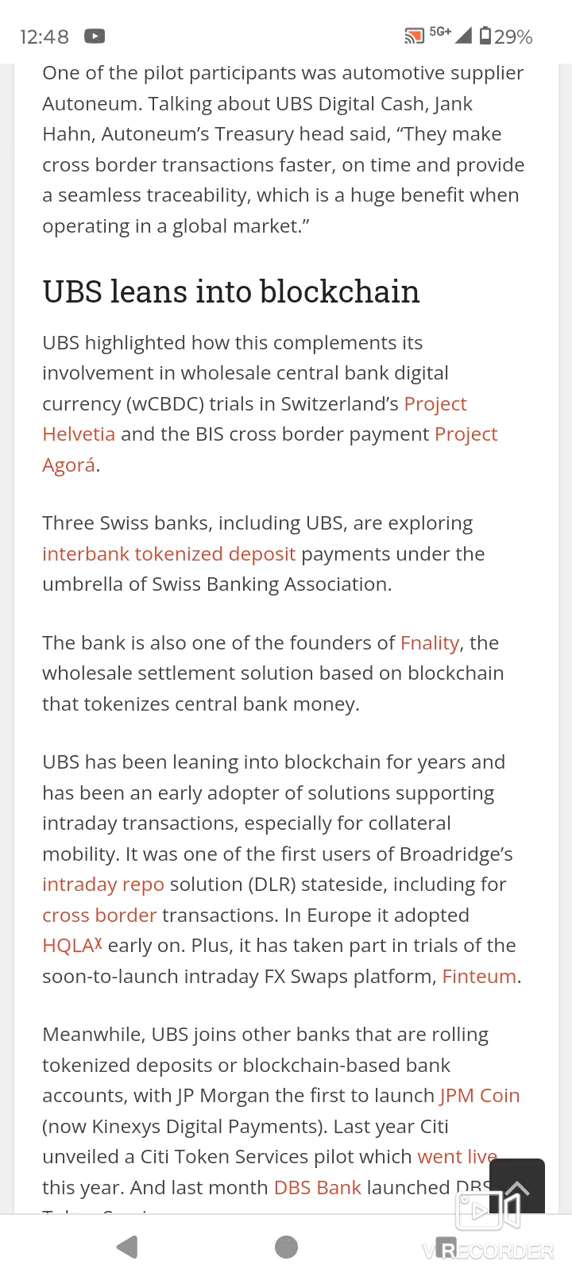 12:48
5G+
29%
One of the pilot participants was automotive supplier
Autoneum. Talking about UBS Digital Cash, Jank
Hahn, Autoneum’s Treasury head said, “They make
cross border transactions faster, on time and provide
a seamless traceability, which is a huge benefit when
operating in a global market.”
UBS leans into blockchain
UBS highlighted how this complements its
involvement in wholesale central bank digital
currency (wCBDC) trials in Switzerland’s Project
Helvetia and the BIS cross border payment Project
Agorá.
Three Swiss banks, including UBS, are exploring
interbank tokenized deposit payments under the
umbrella of Swiss Banking Association.
The bank is also one of the founders of Fnality, the
wholesale settlement solution based on blockchain
that tokenizes central bank money.
UBS has been leaning into blockchain for years and
has been an early adopter of solutions supporting
intraday transactions, especially for collateral
mobility. It was one of the first users of Broadridge’s
intraday repo solution (DLR) stateside, including for
cross border transactions. In Europe it adopted
HQLAᵡ early on. Plus, it has taken part in trials of the
soon-to-launch intraday FX Swaps platform, Finteum.
Meanwhile, UBS joins other banks that are rolling
tokenized deposits or blockchain-based bank
accounts, with JP Morgan the first to launch JPM Coin
(now Kinexys Digital Payments). Last year Citi
unveiled a Citi Token Services pilot which went live
this year. And last month DBS Bank launched DBS
VRECORDER